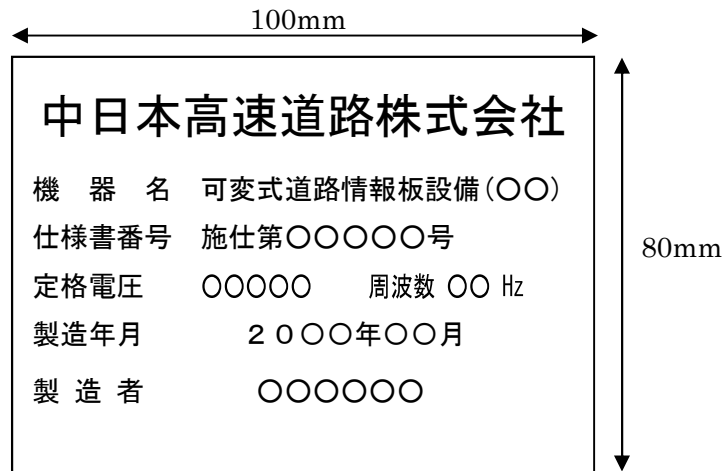 100mm
中日本高速道路株式会社
機　器　名　可変式道路情報板設備(〇〇)
仕様書番号　施仕第〇〇〇〇〇号
80mm
定格電圧　〇〇〇〇〇　周波数 〇〇 Hz
製造年月　２０〇〇年〇〇月
製 造 者　〇〇〇〇〇〇